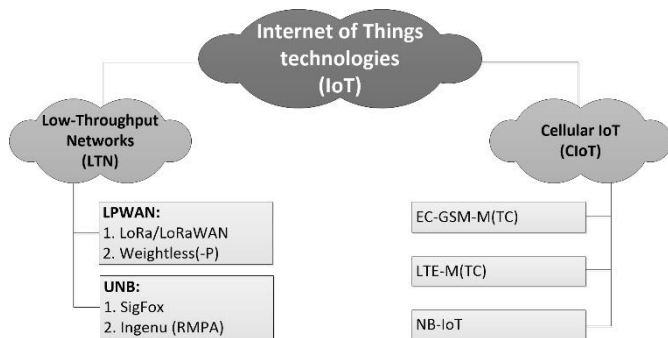 Internet of Things
technologies
(IoT)
Low-Throughput
Networks
(LTN)
LPWAN:
1. LoRa/LoRaWAN
2. Weightless(-P)
UNB:
1. SigFox
2. Ingenu (RMPA)
Cellular IoT
(CIoT)
EC-GSM-M(TC)
LTE-M(TC)
NB-IoT